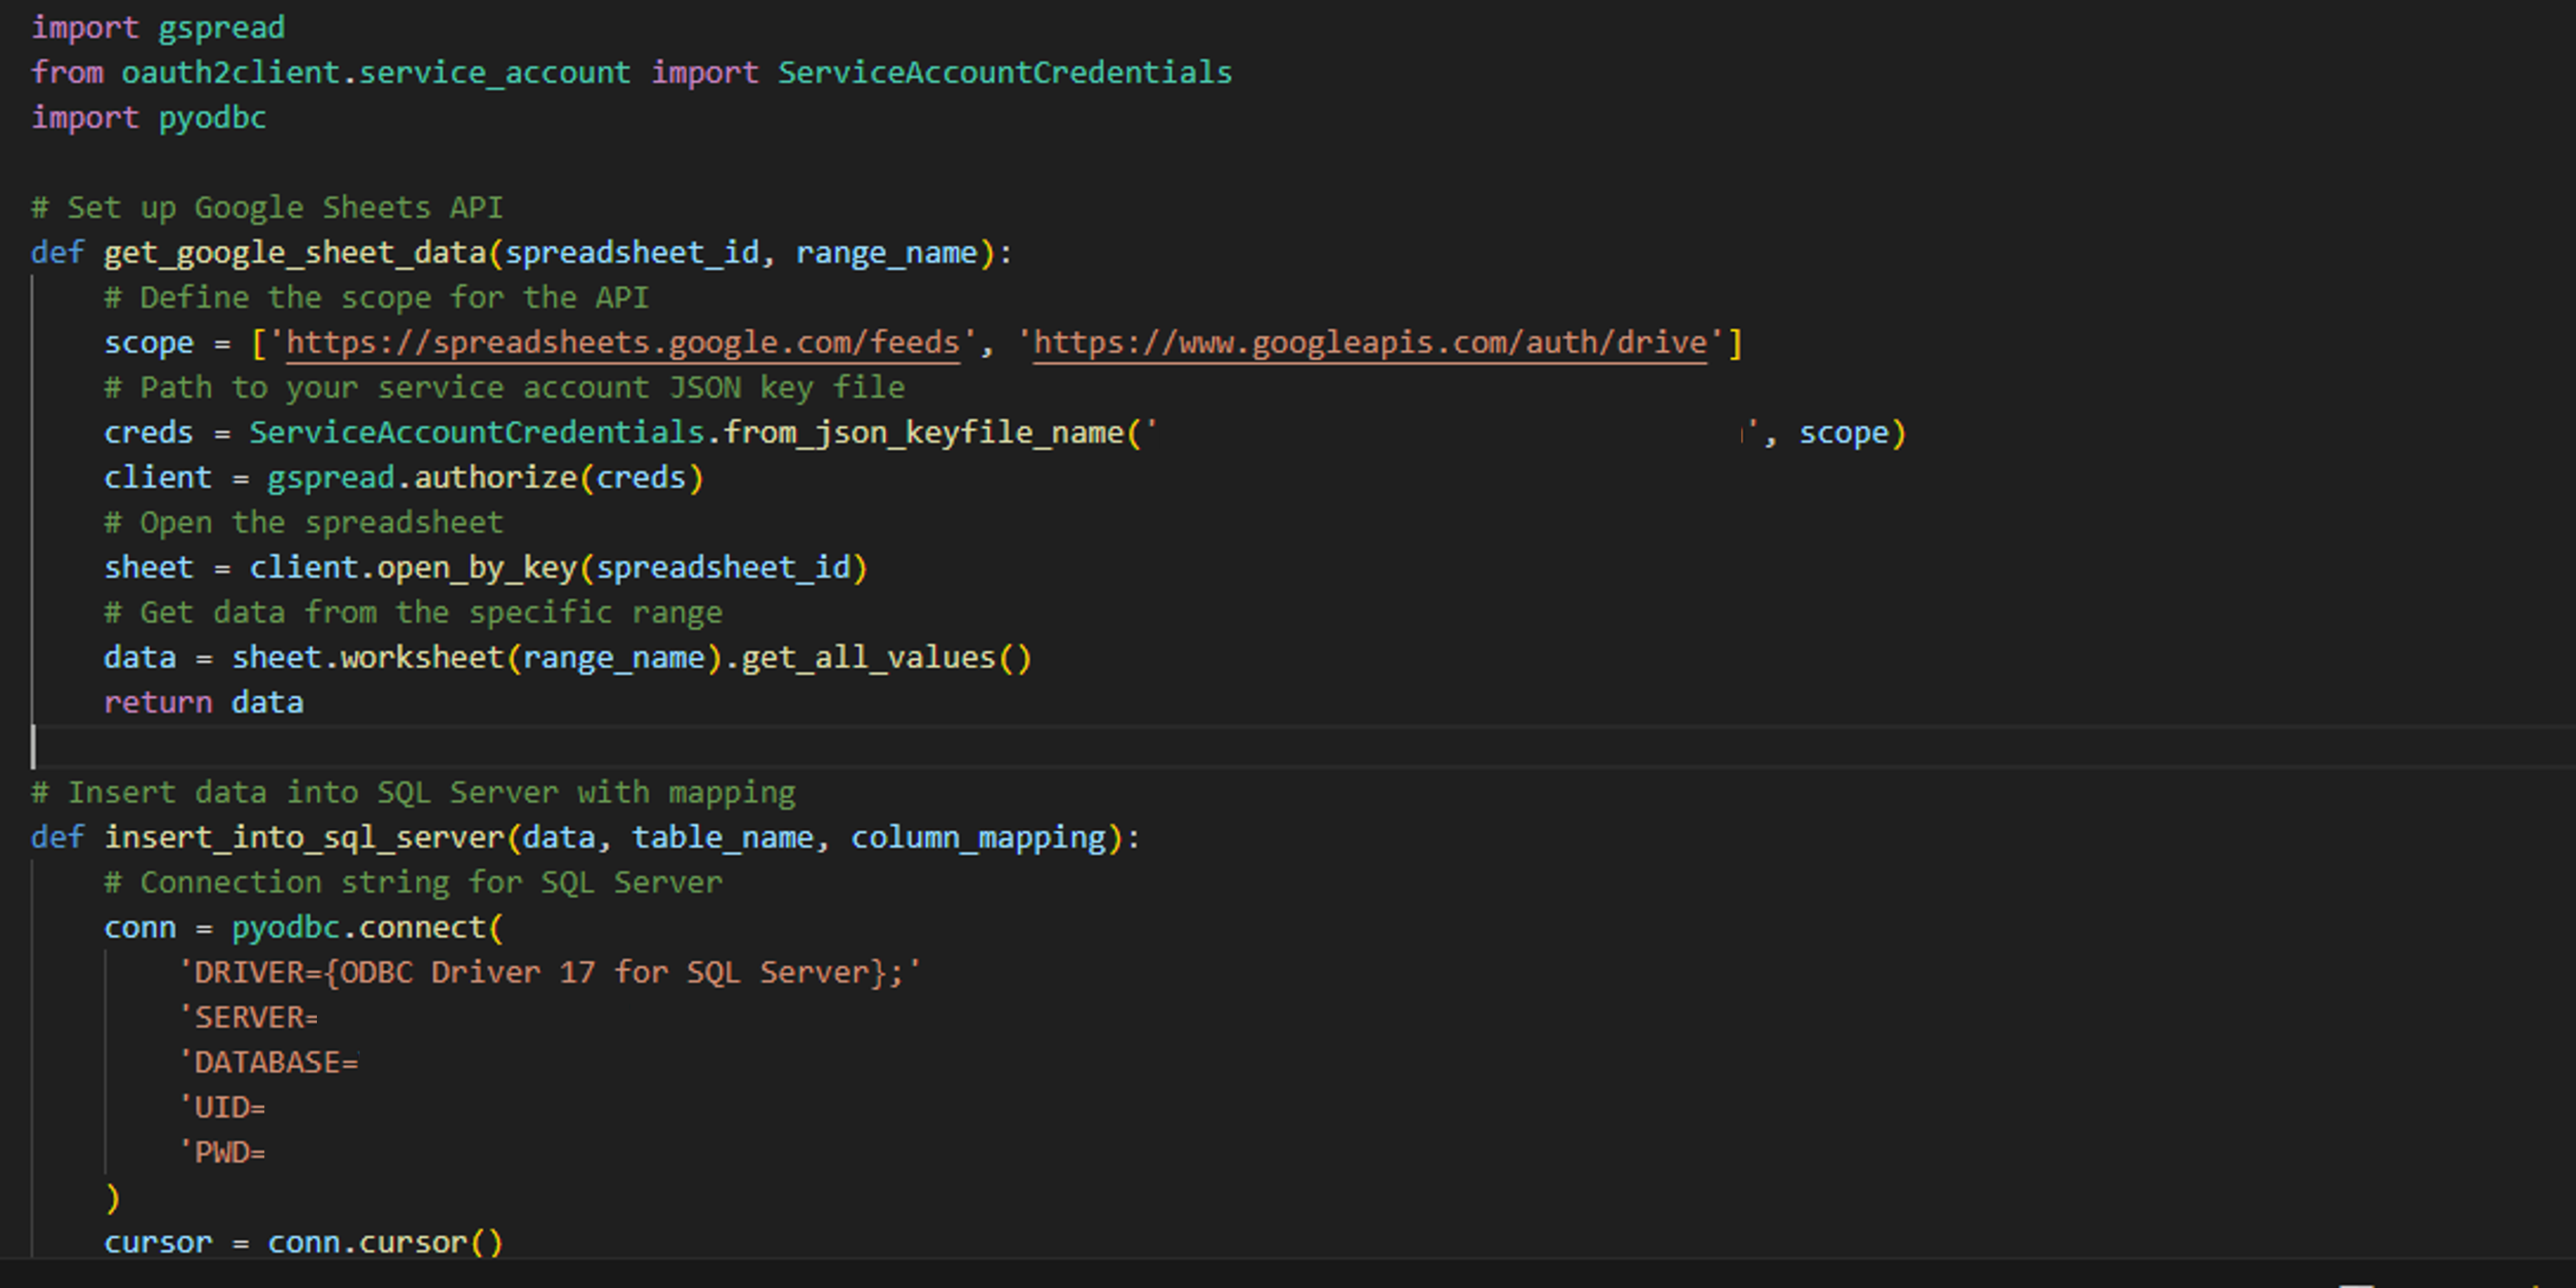 import gspread
from oauth2client.service_account import ServiceAccountCredentials
import pyodbc
# Set up Google Sheets API
def get_google_sheet_data(spreadsheet_id, range_name):
    # Define the scope for the API
    scope = ['https://spreadsheets.google.com/feeds', 'https://www.googleapis.com/auth/drive']
    # Path to your service account JSON key file
    creds = ServiceAccountCredentials.from_json_keyfile_name('', scope)
    client = gspread.authorize(creds)
    # Open the spreadsheet
    sheet = client.open_by_key(spreadsheet_id)
    # Get data from the specific range
    data = sheet.worksheet(range_name).get_all_values()
    return data
# Insert data into SQL Server with mapping
def insert_into_sql_server(data, table_name, column_mapping):
    # Connection string for SQL Server
    conn = pyodbc.connect(
        'DRIVER={ODBC Driver 17 for SQL Server};'
        'SERVER=
        'DATABASE=
        'UID=
        'PWD=
    )
    cursor = conn.cursor()